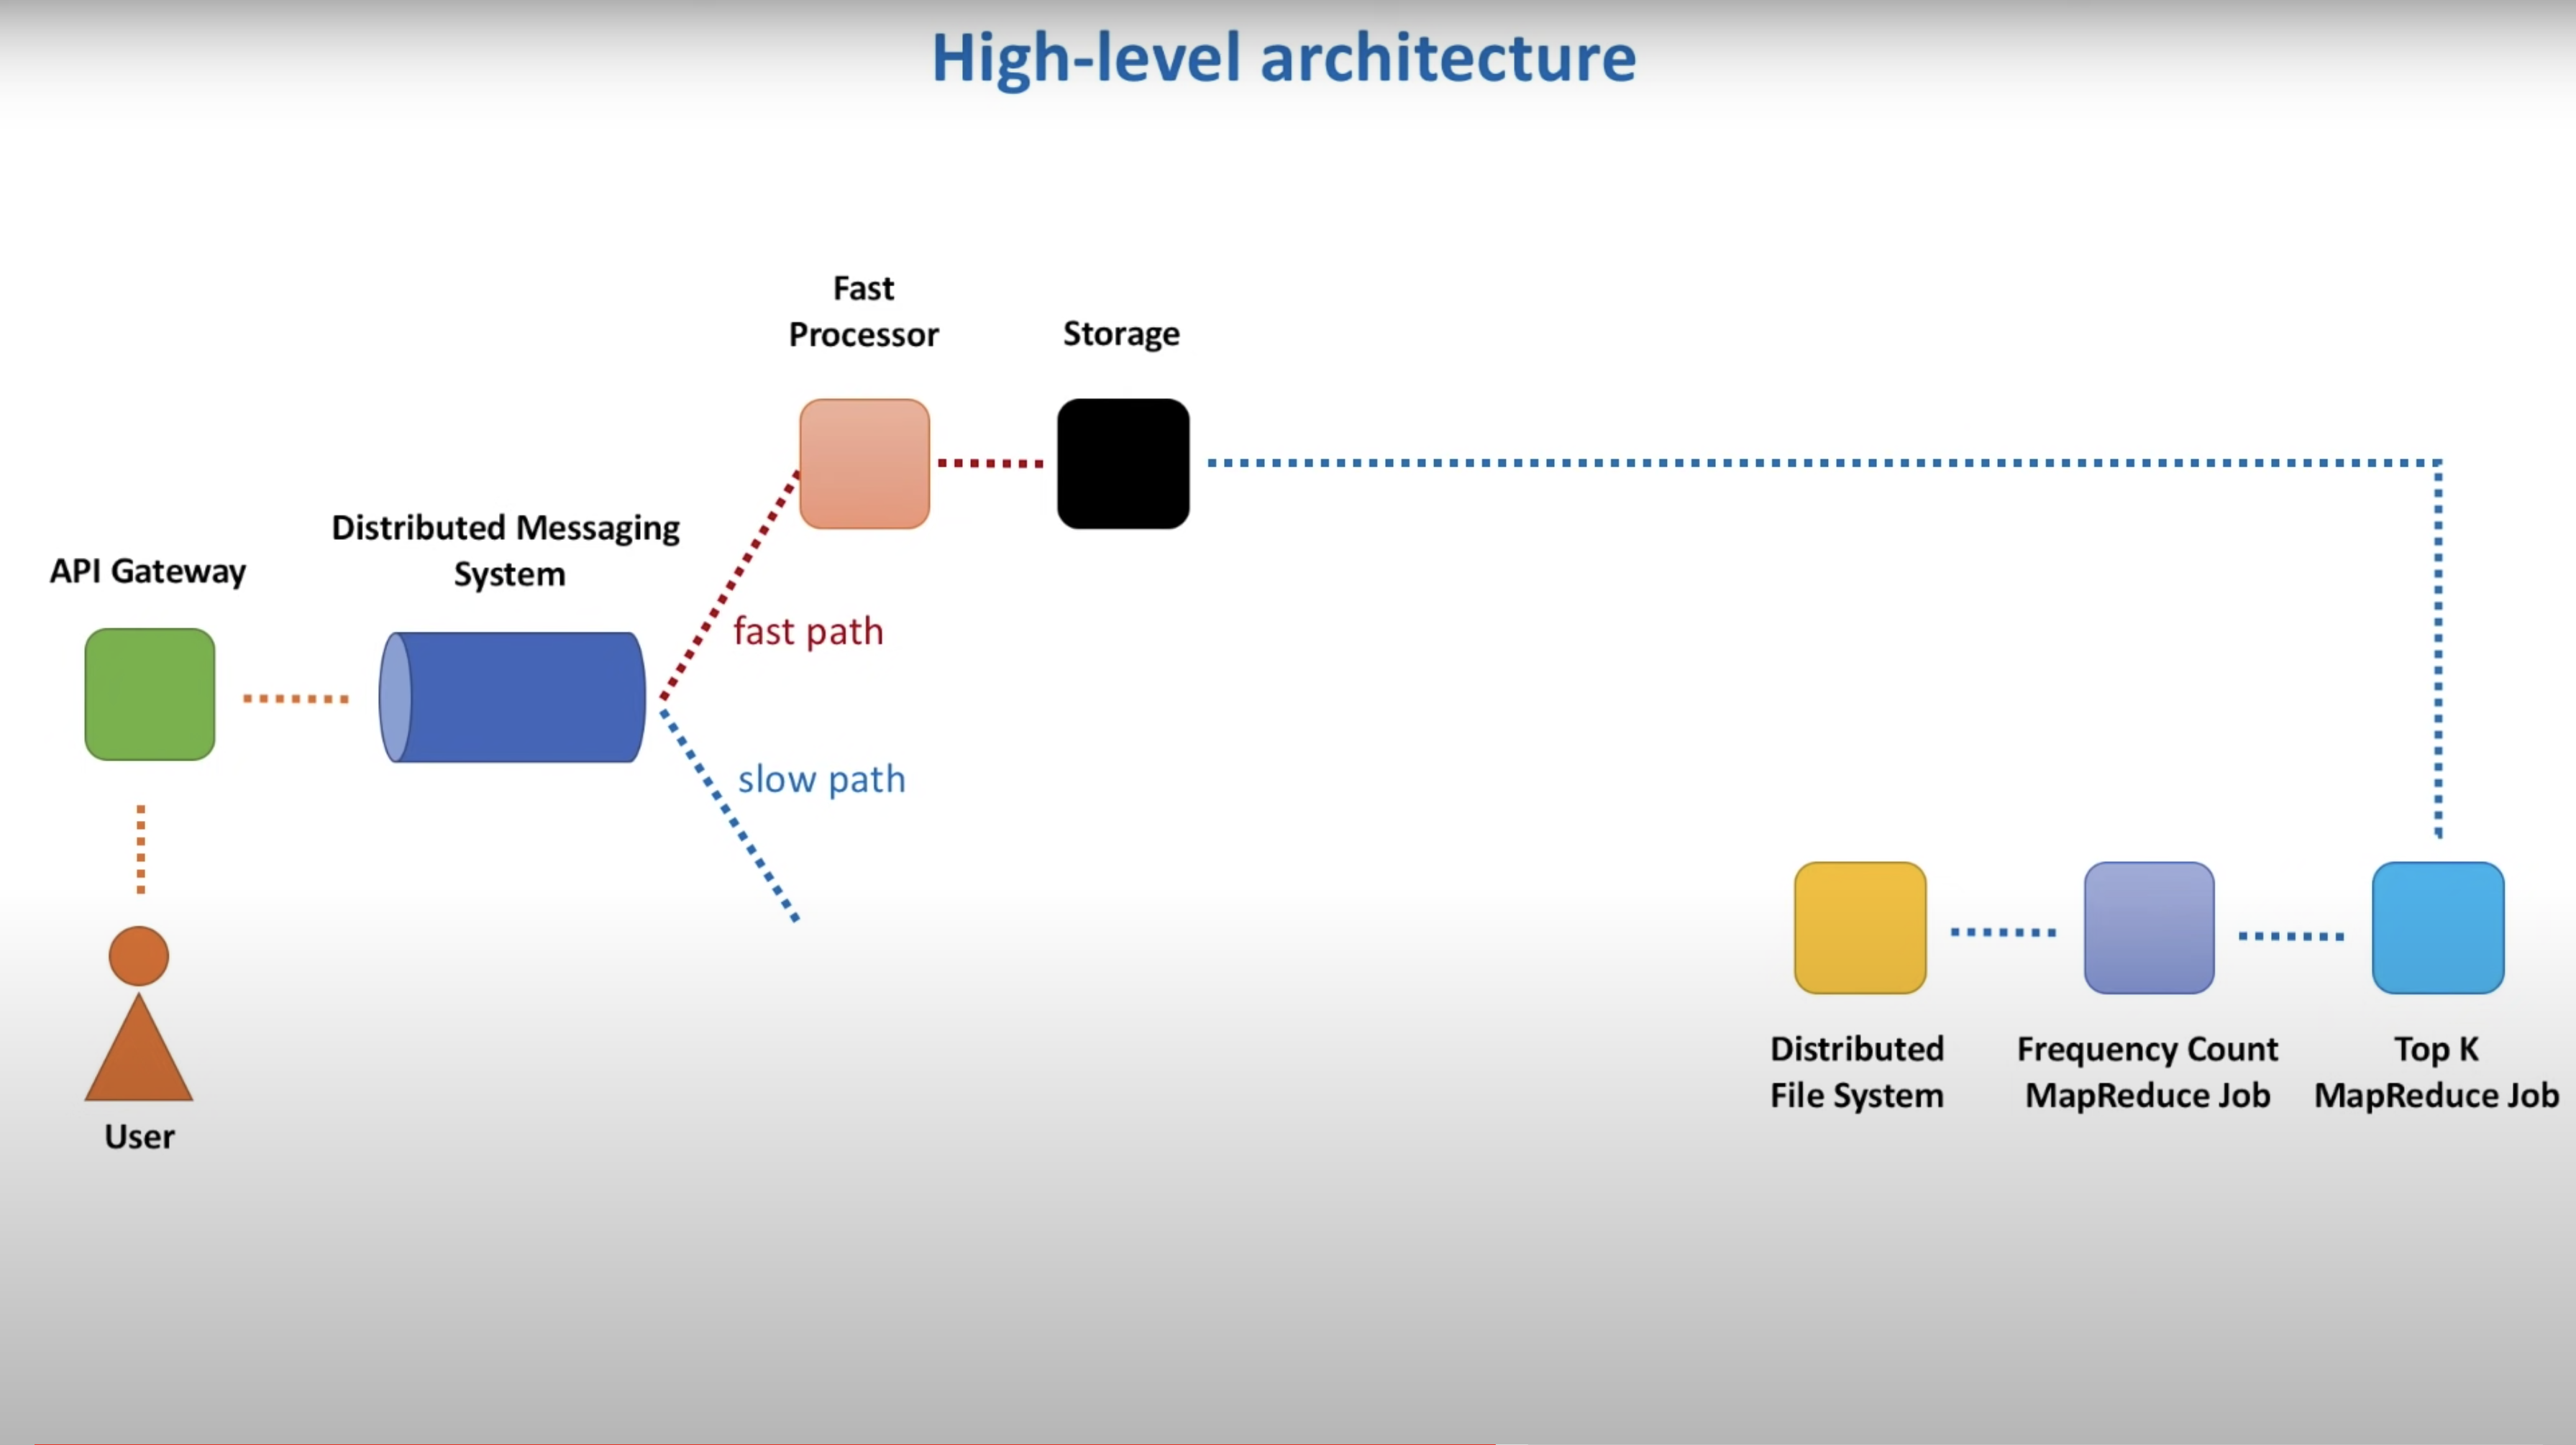 High-level architecture
Fast
Processor
Storage
Distributed Messaging
System
API Gateway
fast path
slow path
User
Distributed
File System
Frequency Count
MapReduce Job
Top K
MapReduce Job